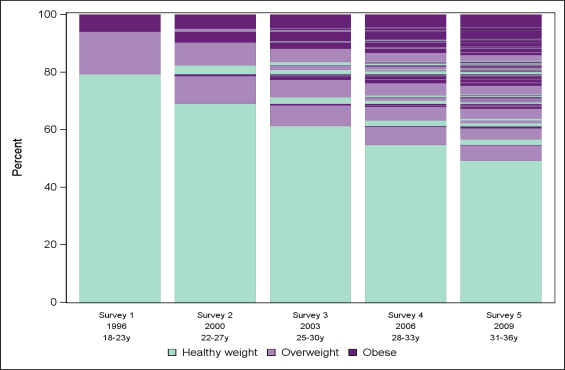 100
80
60
40
20
0
Percent
Survey 1 Survey 2 Survey 3 Survey 4 Survey 5
1996 2000 2003 2006 2009
18-23y 22-27y 25-30y 28-33y 31-36y
Healthy weight Overweight Obese